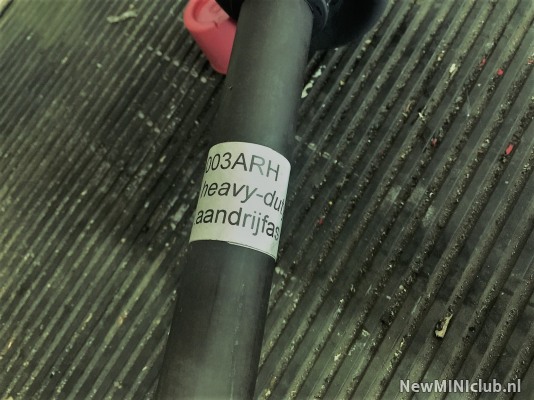 003ARH
heavy-dut
aandrijfas
NewMINIclub.nl